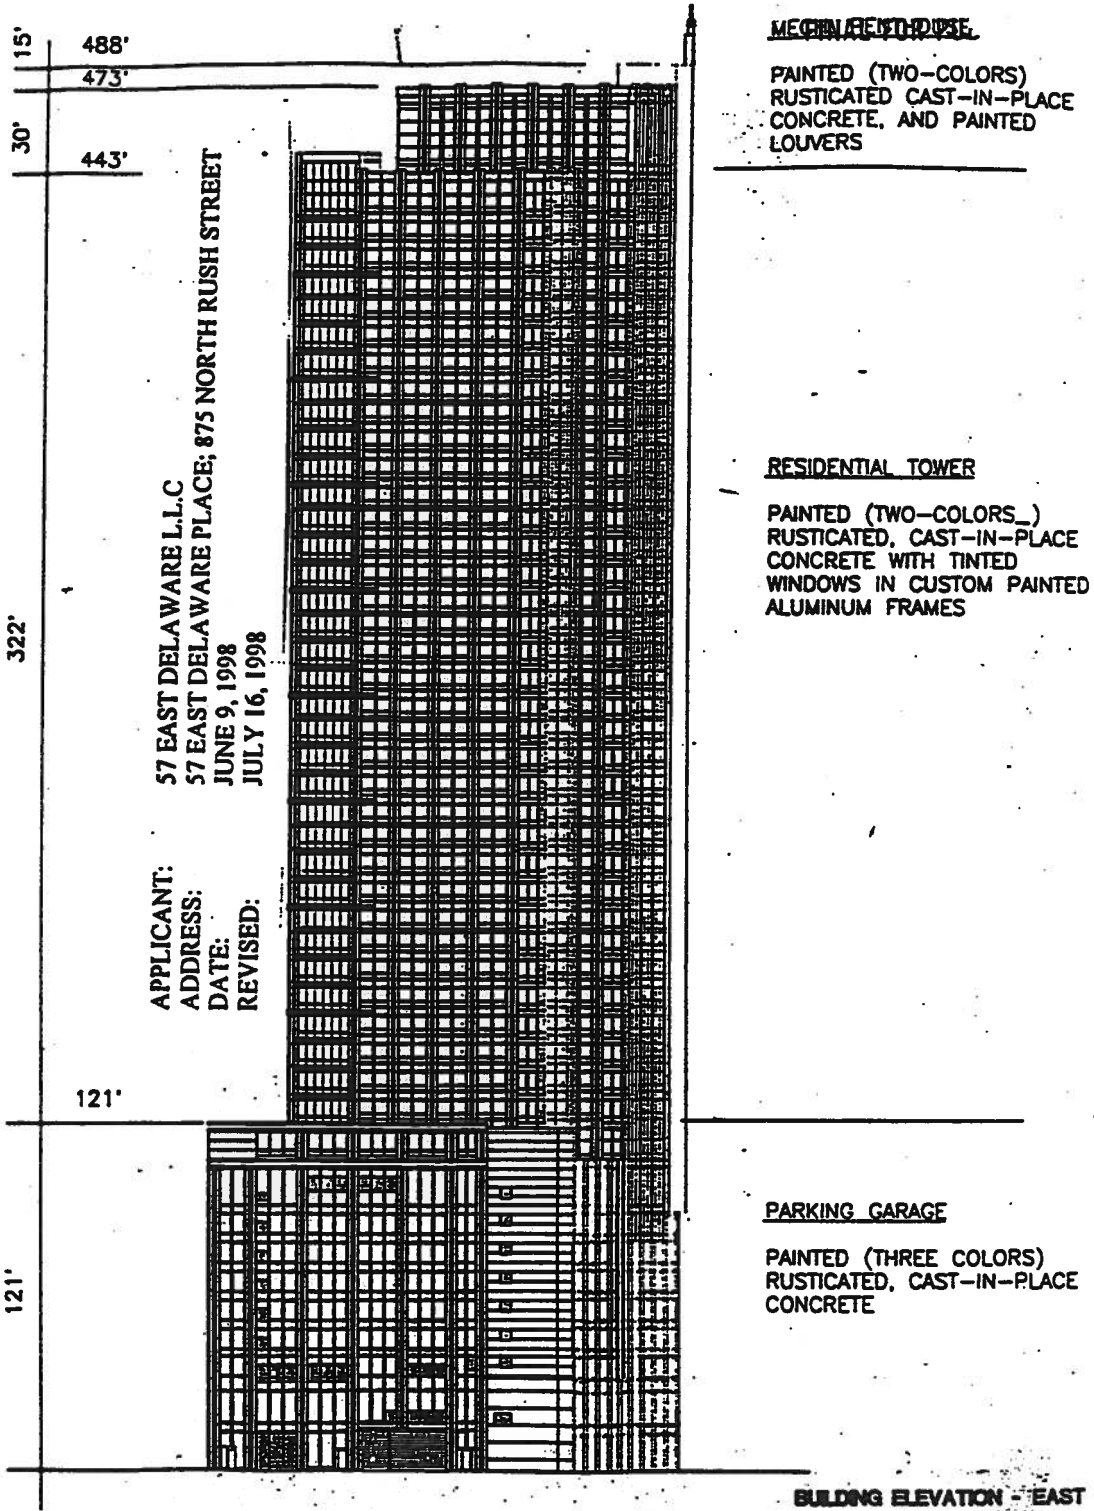 15'
488'
473'
30'
443'
322'
121'
121'
PAINTED (TWO-COLORS)
RUSTICATED CAST-IN-PLACE
CONCRETE, AND PAINTED
LOUVERS
RESIDENTIAL TOWER
PAINTED (TWO-COLORS_)
RUSTICATED, CAST-IN-PLACE
CONCRETE WITH TINTED
WINDOWS IN CUSTOM PAINTED
ALUMINUM FRAMES
PARKING GARAGE
PAINTED (THREE COLORS)
RUSTICATED, CAST-IN-PLACE
CONCRETE
APPLICANT: 57 EAST DELAWARE L.L.C
ADDRESS: 57 EAST DELAWARE PLACE; 875 NORTH RUSH STREET
DATE: JUNE 9, 1998
REVISED: JULY 16, 1998
BUILDING ELEVATION - EAST